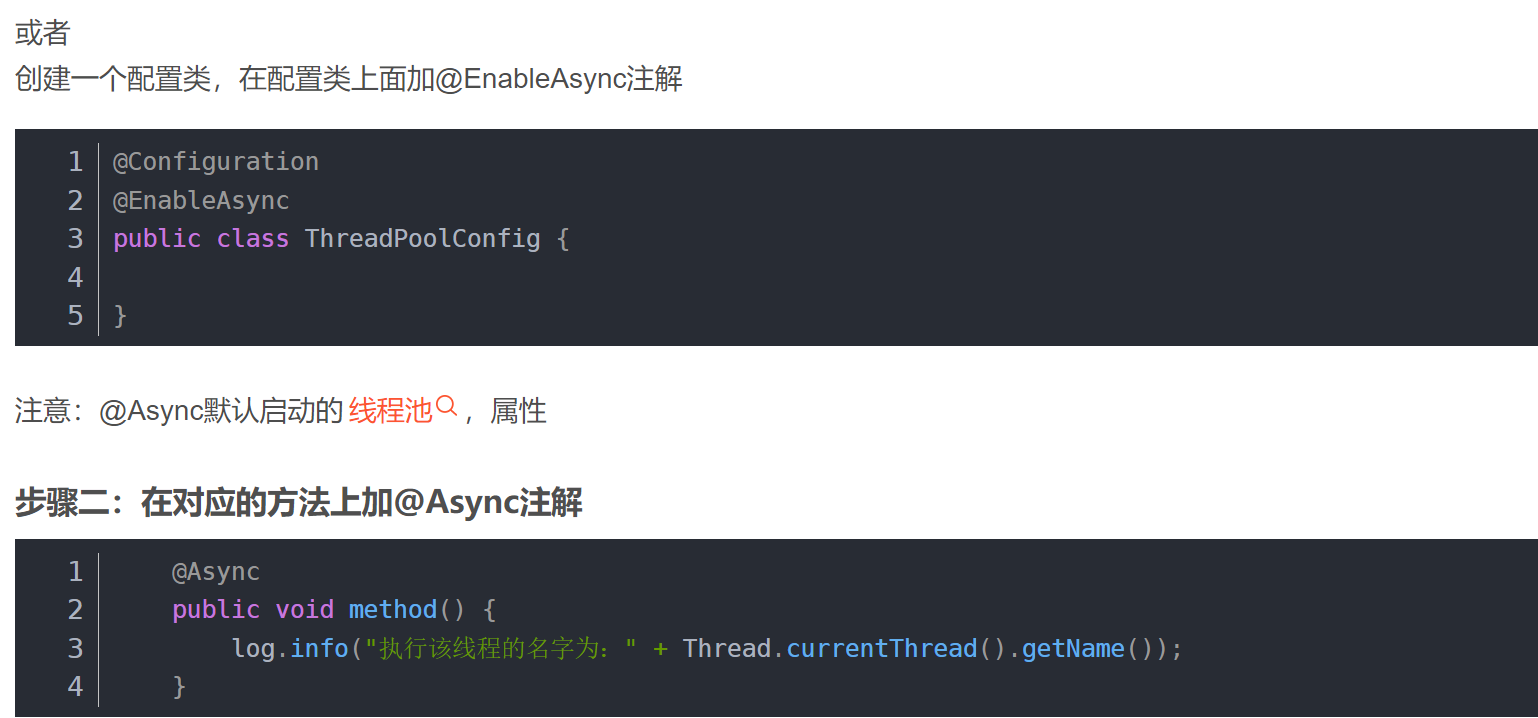 或者
创建一个配置类，在配置类上面加@EnableAsync注解
1 @Configuration
2 @EnableAsync
3 public class ThreadPoolConfig {
4
5 }
注意：@Async默认启动的 线程池 ，属性
步骤二：在对应的方法上加@Async注解
1     @Async
2     public void method() {
3         log.info("执行该线程的名字为：" + Thread.currentThread().getName());
4     }